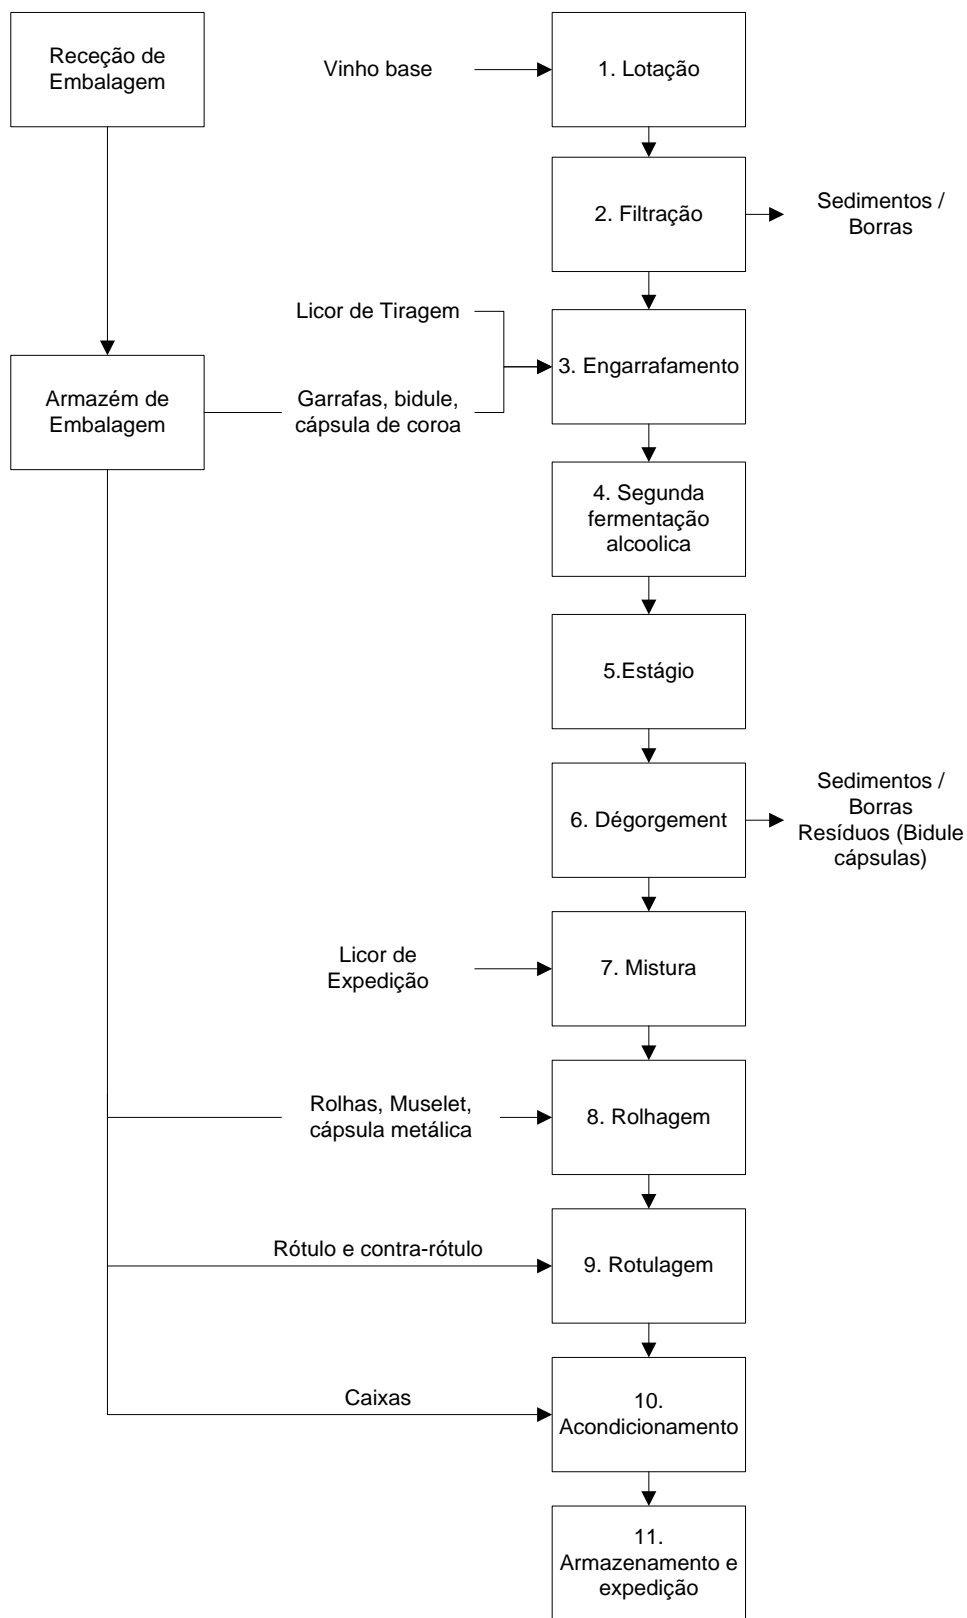 Receção de
Embalagem
Vinho base
1. Lotação
2. Filtração
Sedimentos /
Borras
Licor de Tiragem
3. Engarrafamento
Armazém de
Embalagem
Garrafas, bidule,
cápsula de coroa
4. Segunda
fermentação
alcoolica
5.Estágio
6. Dégorgement
Sedimentos /
Borras
Resíduos (Bidule
cápsulas)
Licor de
Expedição
7. Mistura
Rolhas, Muselet,
cápsula metálica
8. Rolhagem
Rótulo e contra-rótulo
9. Rotulagem
Caixas
10.
Acondicionamento
11.
Armazenamento e
expedição